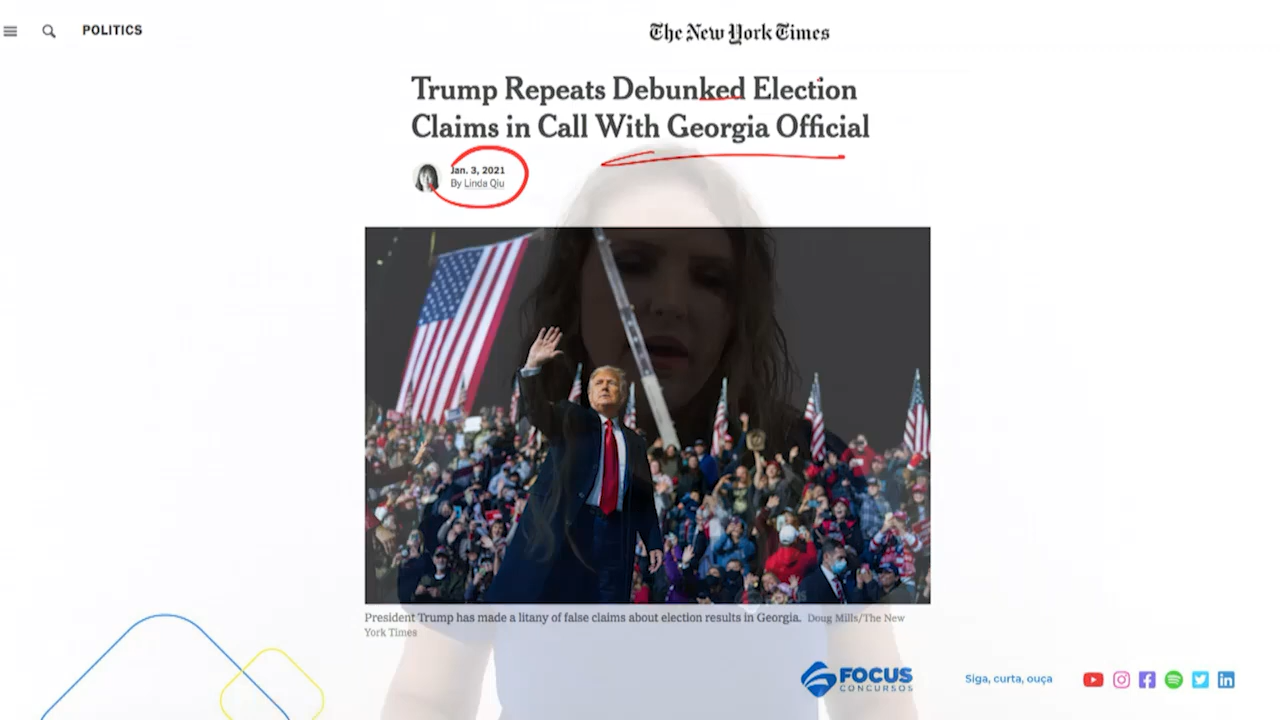 POLITICS
The New York Times
Trump Repeats Debunked Election
Claims in Call With Georgia Official
Jan. 3, 2021
By Linda Qiu
President Trump has made a litany of false claims about election results in Georgia. Doug Mills/The New
York Times
FOCUS
CONCURSOS
Siga, curta, ouça